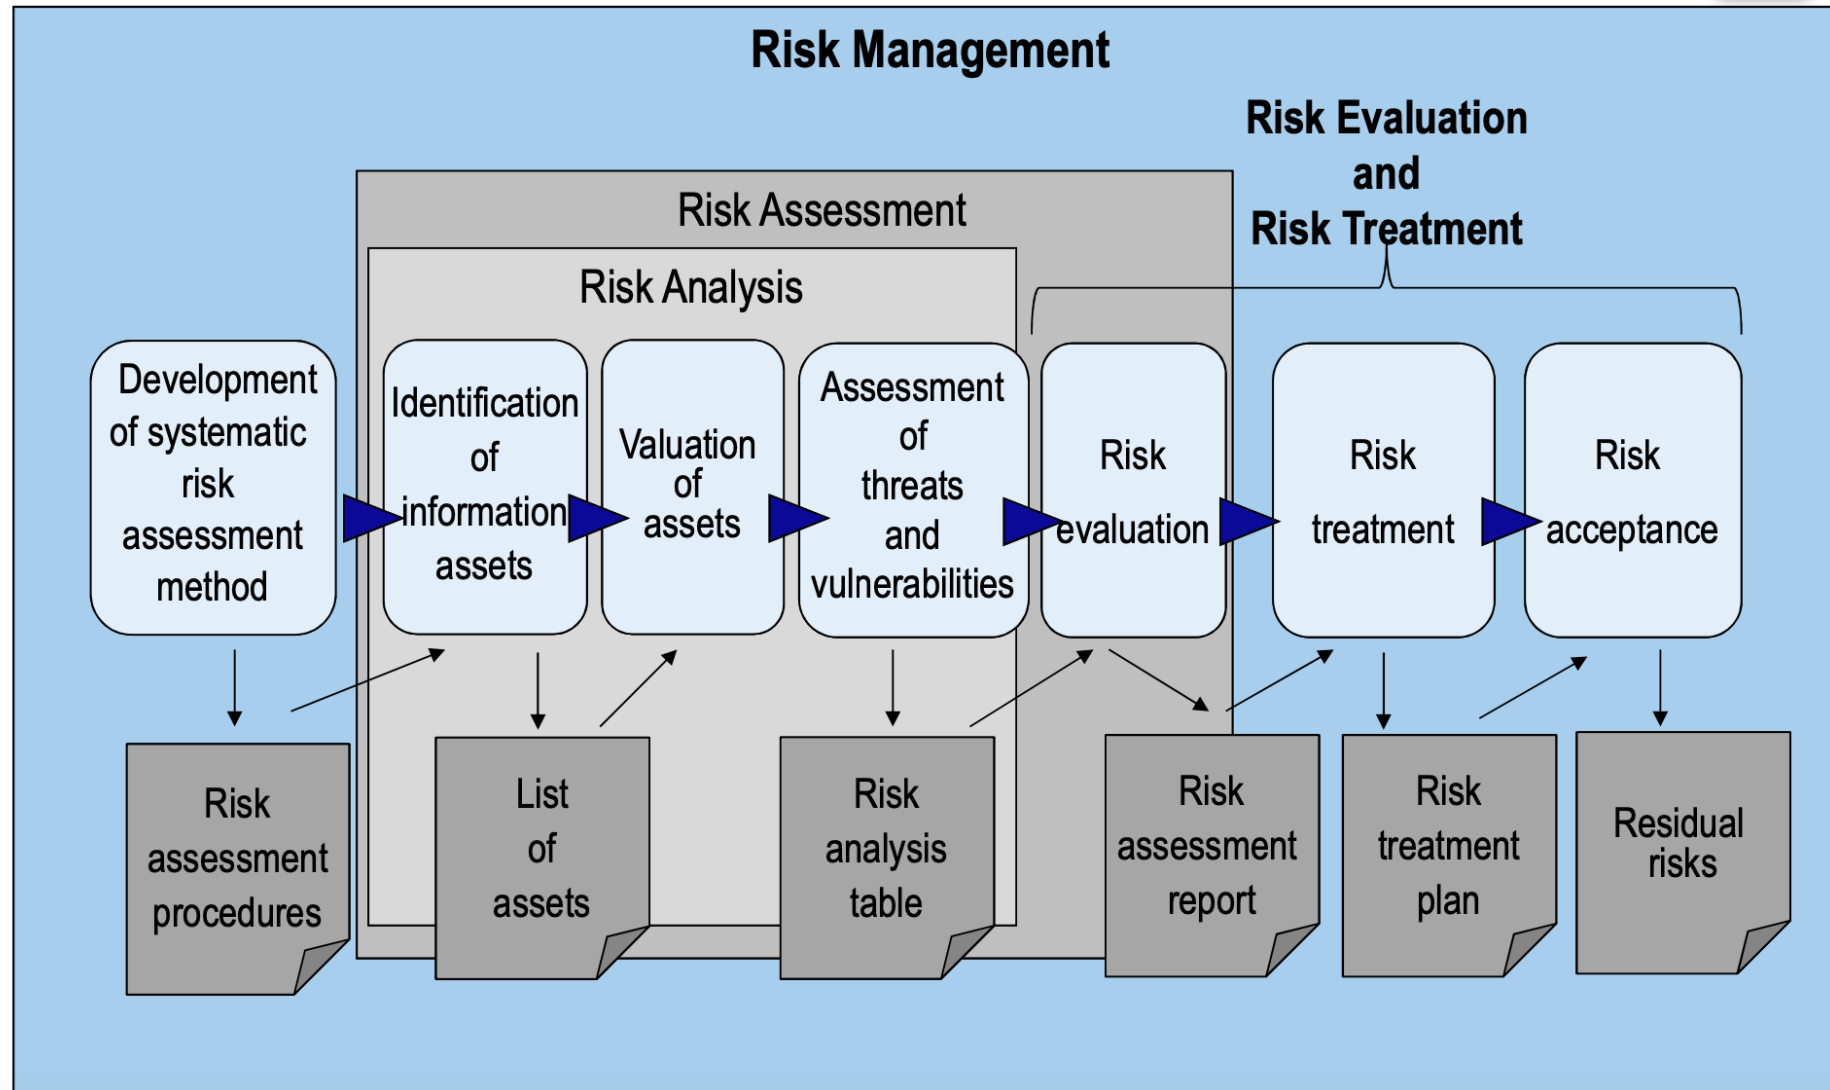 Risk Management
Risk Evaluation
and
Risk Treatment
Risk Assessment
Risk Analysis
Development
of systematic
risk
assessment
method
Identification
of
information
assets
Valuation
of
assets
Assessment
of
threats
and
vulnerabilities
Risk
evaluation
Risk
treatment
Risk
acceptance
Risk
assessment
procedures
List
of
assets
Risk
analysis
table
Risk
assessment
report
Risk
treatment
plan
Residual
risks